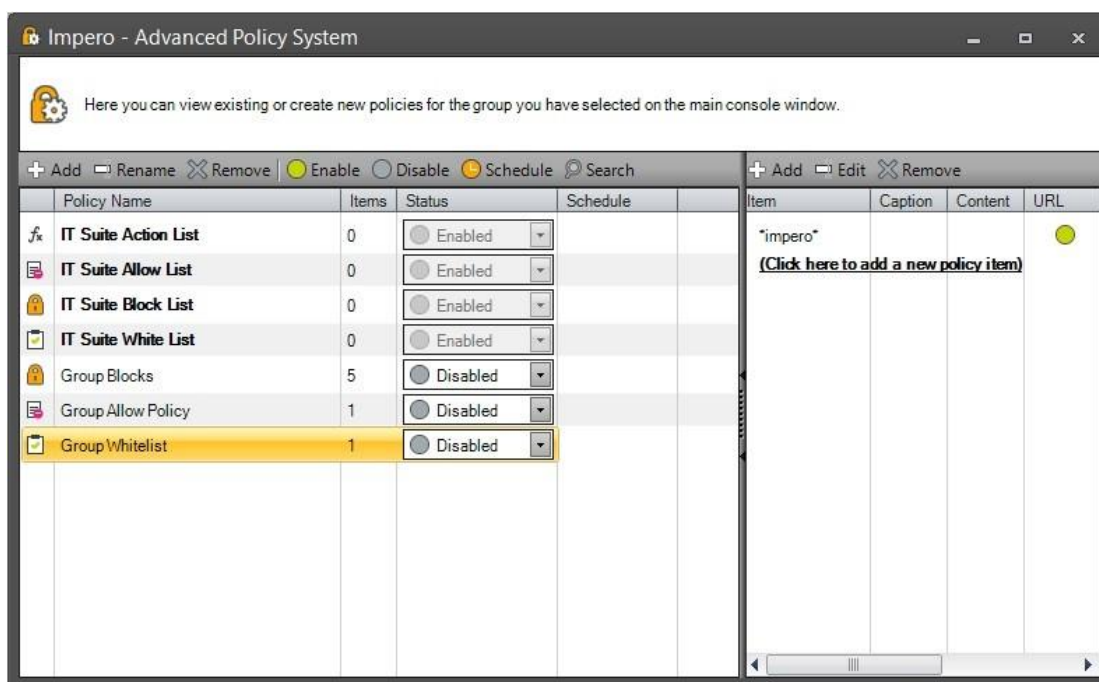 Impero - Advanced Policy System
Here you can view existing or create new policies for the group you have selected on the main console window.
Add Rename Remove Enable Disable Schedule Search
Add Edit Remove
Policy Name Items Status Schedule
Item Caption Content URL
fx IT Suite Action List 0 Enabled
*impero*
IT Suite Allow List 0 Enabled
(Click here to add a new policy item)
IT Suite Block List 0 Enabled
IT Suite White List 0 Enabled
Group Blocks 5 Disabled
Group Allow Policy 1 Disabled
Group Whitelist 1 Disabled